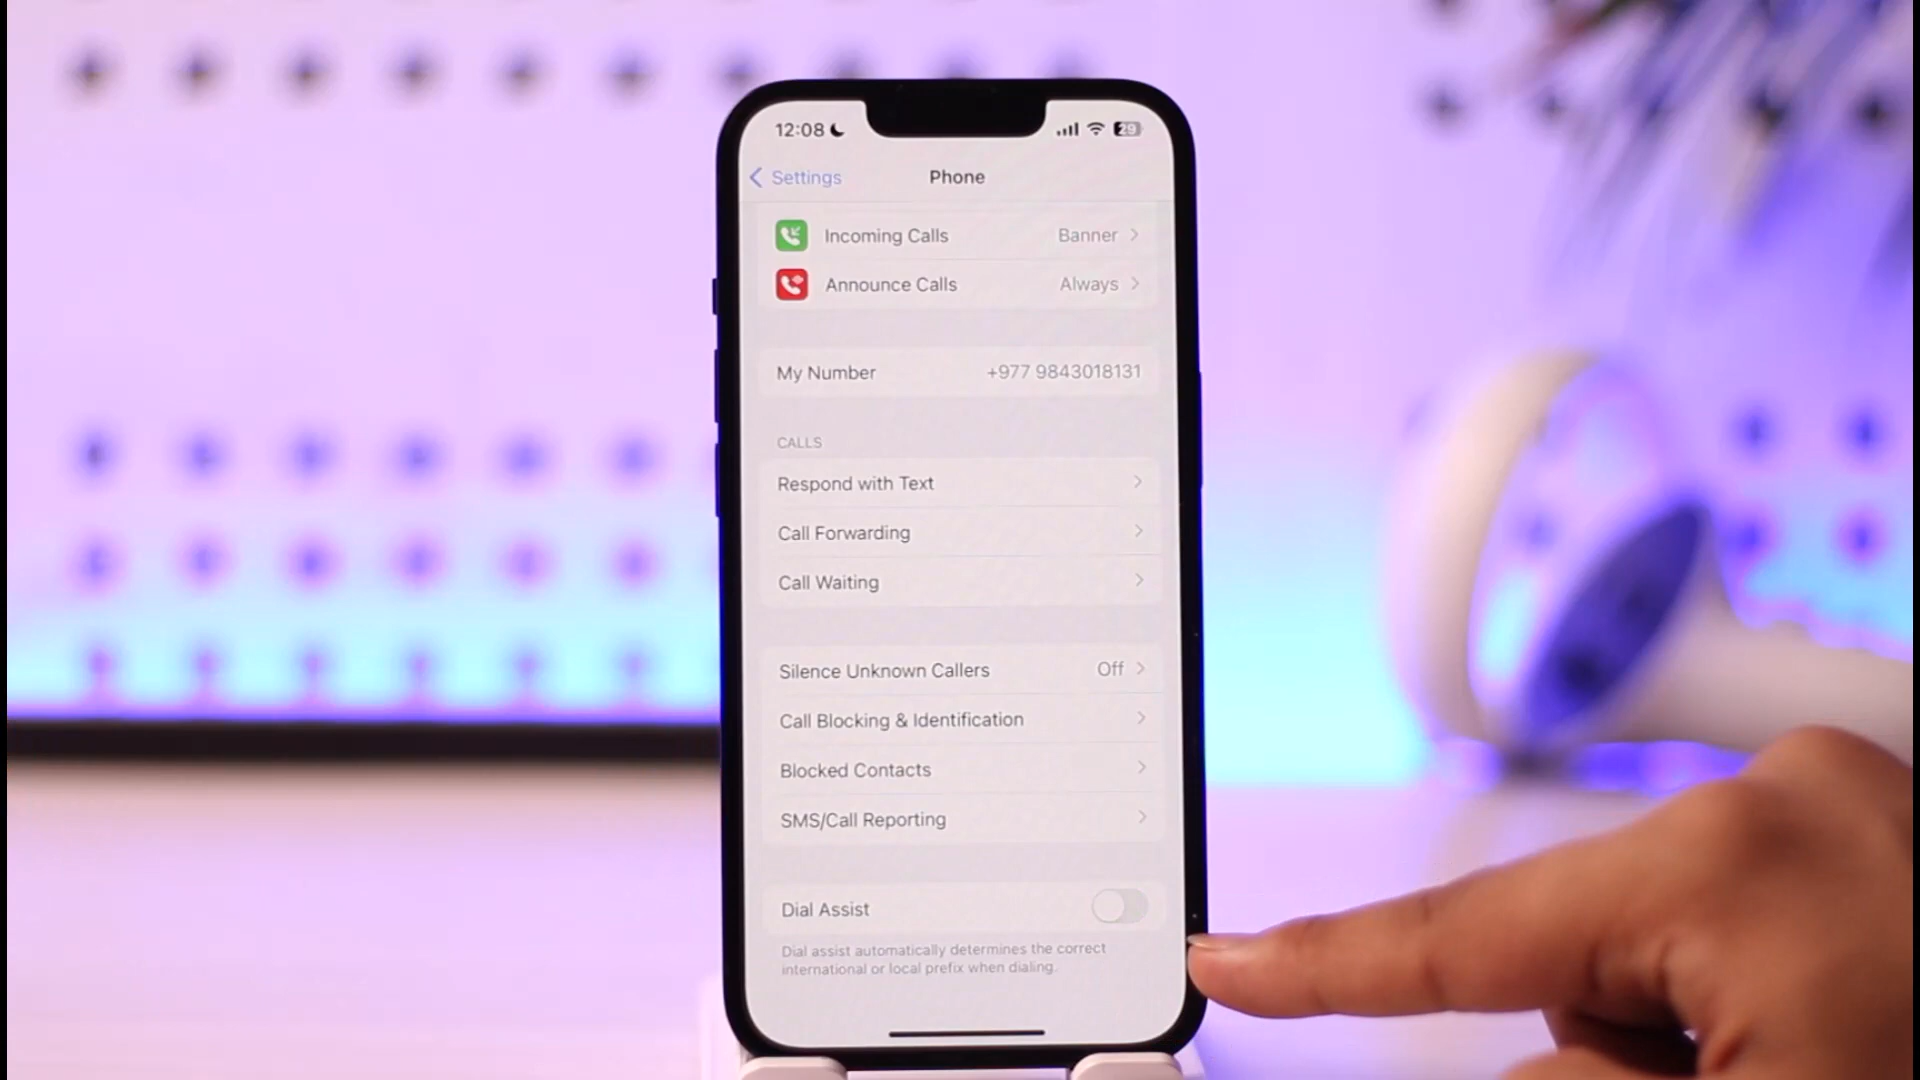 12:08
29
Settings
Phone
Incoming Calls Banner
Announce Calls Always
My Number +977 9843018131
CALLS
Respond with Text
Call Forwarding
Call Waiting
Silence Unknown Callers Off
Call Blocking & Identification
Blocked Contacts
SMS/Call Reporting
Dial Assist
Dial assist automatically determines the correct
international or local prefix when dialing.